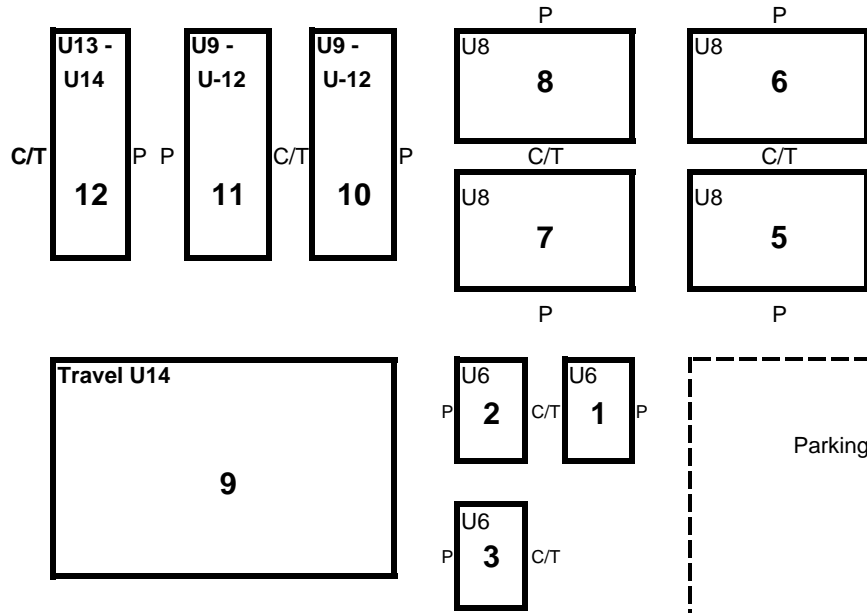 P P
U13 - U9 - U9 - U8 U8
U14 U-12 U-12 8 6
C/T P P C/T P C/T C/T
12 11 10 U8 U8
7 5
P P
Travel U14 U6 U6
P 2 C/T 1 P
Parking
9
U6
P 3 C/T